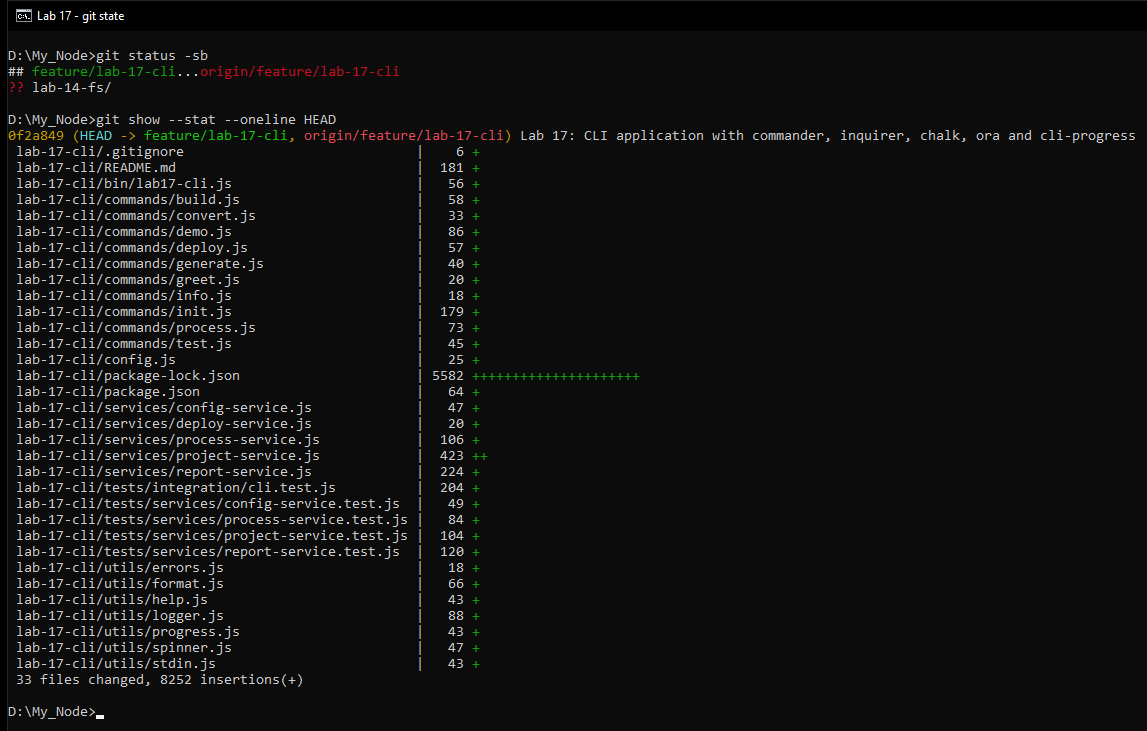 Lab 17 - git state
D:\My_Node>git status -sb
## feature/lab-17-cli...origin/feature/lab-17-cli
?? lab-14-fs/
D:\My_Node>git show --stat --oneline HEAD
0f2a849 (HEAD -> feature/lab-17-cli, origin/feature/lab-17-cli) Lab 17: CLI application with commander, inquirer, chalk, ora and cli-progress
lab-17-cli/.gitignore | 6 +
lab-17-cli/README.md | 181 +
lab-17-cli/bin/lab17-cli.js | 56 +
lab-17-cli/commands/build.js | 58 +
lab-17-cli/commands/convert.js | 33 +
lab-17-cli/commands/demo.js | 86 +
lab-17-cli/commands/deploy.js | 57 +
lab-17-cli/commands/generate.js | 40 +
lab-17-cli/commands/greet.js | 20 +
lab-17-cli/commands/info.js | 18 +
lab-17-cli/commands/init.js | 179 +
lab-17-cli/commands/process.js | 73 +
lab-17-cli/commands/test.js | 45 +
lab-17-cli/config.js | 25 +
lab-17-cli/package-lock.json | 5582 +++++++++++++++++++++
lab-17-cli/package.json | 64 +
lab-17-cli/services/config-service.js | 47 +
lab-17-cli/services/deploy-service.js | 20 +
lab-17-cli/services/process-service.js | 106 +
lab-17-cli/services/project-service.js | 423 ++
lab-17-cli/services/report-service.js | 224 +
lab-17-cli/tests/integration/cli.test.js | 204 +
lab-17-cli/tests/services/config-service.test.js | 49 +
lab-17-cli/tests/services/process-service.test.js | 84 +
lab-17-cli/tests/services/project-service.test.js | 104 +
lab-17-cli/tests/services/report-service.test.js | 120 +
lab-17-cli/utils/errors.js | 18 +
lab-17-cli/utils/format.js | 66 +
lab-17-cli/utils/help.js | 43 +
lab-17-cli/utils/logger.js | 88 +
lab-17-cli/utils/progress.js | 43 +
lab-17-cli/utils/spinner.js | 47 +
lab-17-cli/utils/stdin.js | 43 +
33 files changed, 8252 insertions(+)
D:\My_Node>